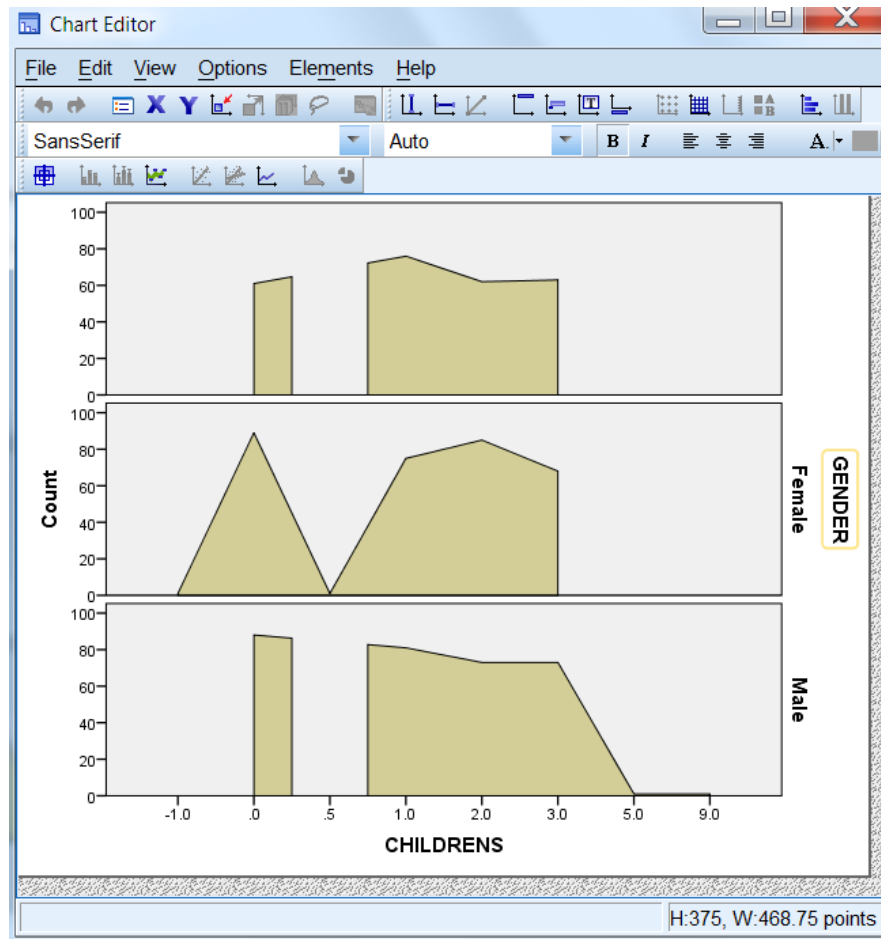 Chart Editor
File Edit View Options Elements Help
SansSerif Auto B I A
100
80
60
40
20
0
100
80
60
40
20
0
Count
Female
GENDER
100
80
60
40
20
0
Male
-1.0 .0 .5 1.0 2.0 3.0 5.0 9.0
CHILDRENS
H:375, W:468.75 points